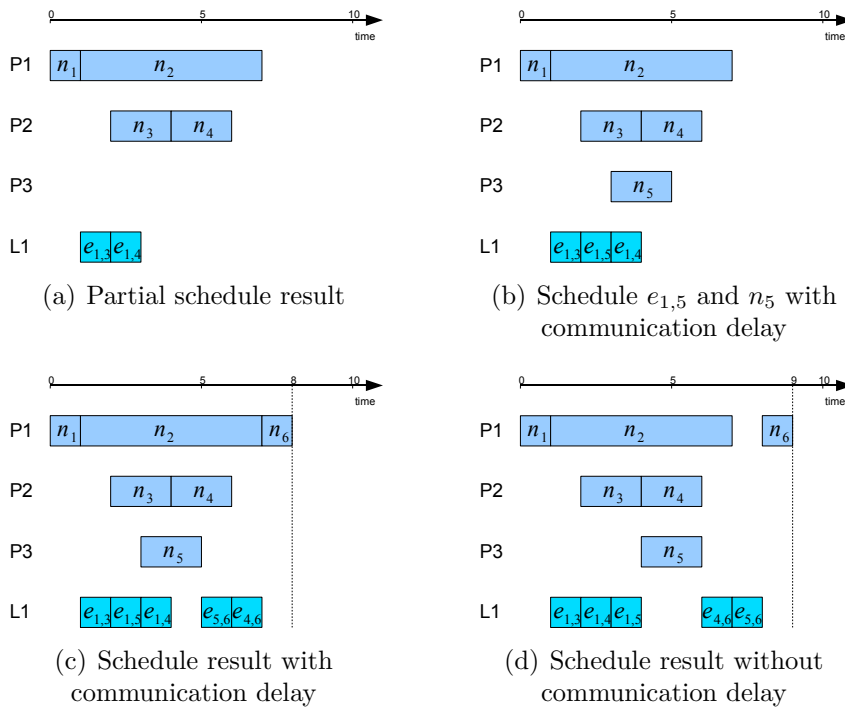 0 5 10
time
P1 n1 n2
P2 n3 n4
P3
L1 e1,3 e1,4
(a) Partial schedule result
0 5 10
time
P1 n1 n2
P2 n3 n4
P3 n5
L1 e1,3 e1,5 e1,4
(b) Schedule e1,5 and n5 with
communication delay
0 5 8 10
time
P1 n1 n2 n6
P2 n3 n4
P3 n5
L1 e1,3 e1,5 e1,4 e5,6 e4,6
(c) Schedule result with
communication delay
0 5 9 10
time
P1 n1 n2 n6
P2 n3 n4
P3 n5
L1 e1,3 e1,4 e1,5 e4,6 e5,6
(d) Schedule result without
communication delay